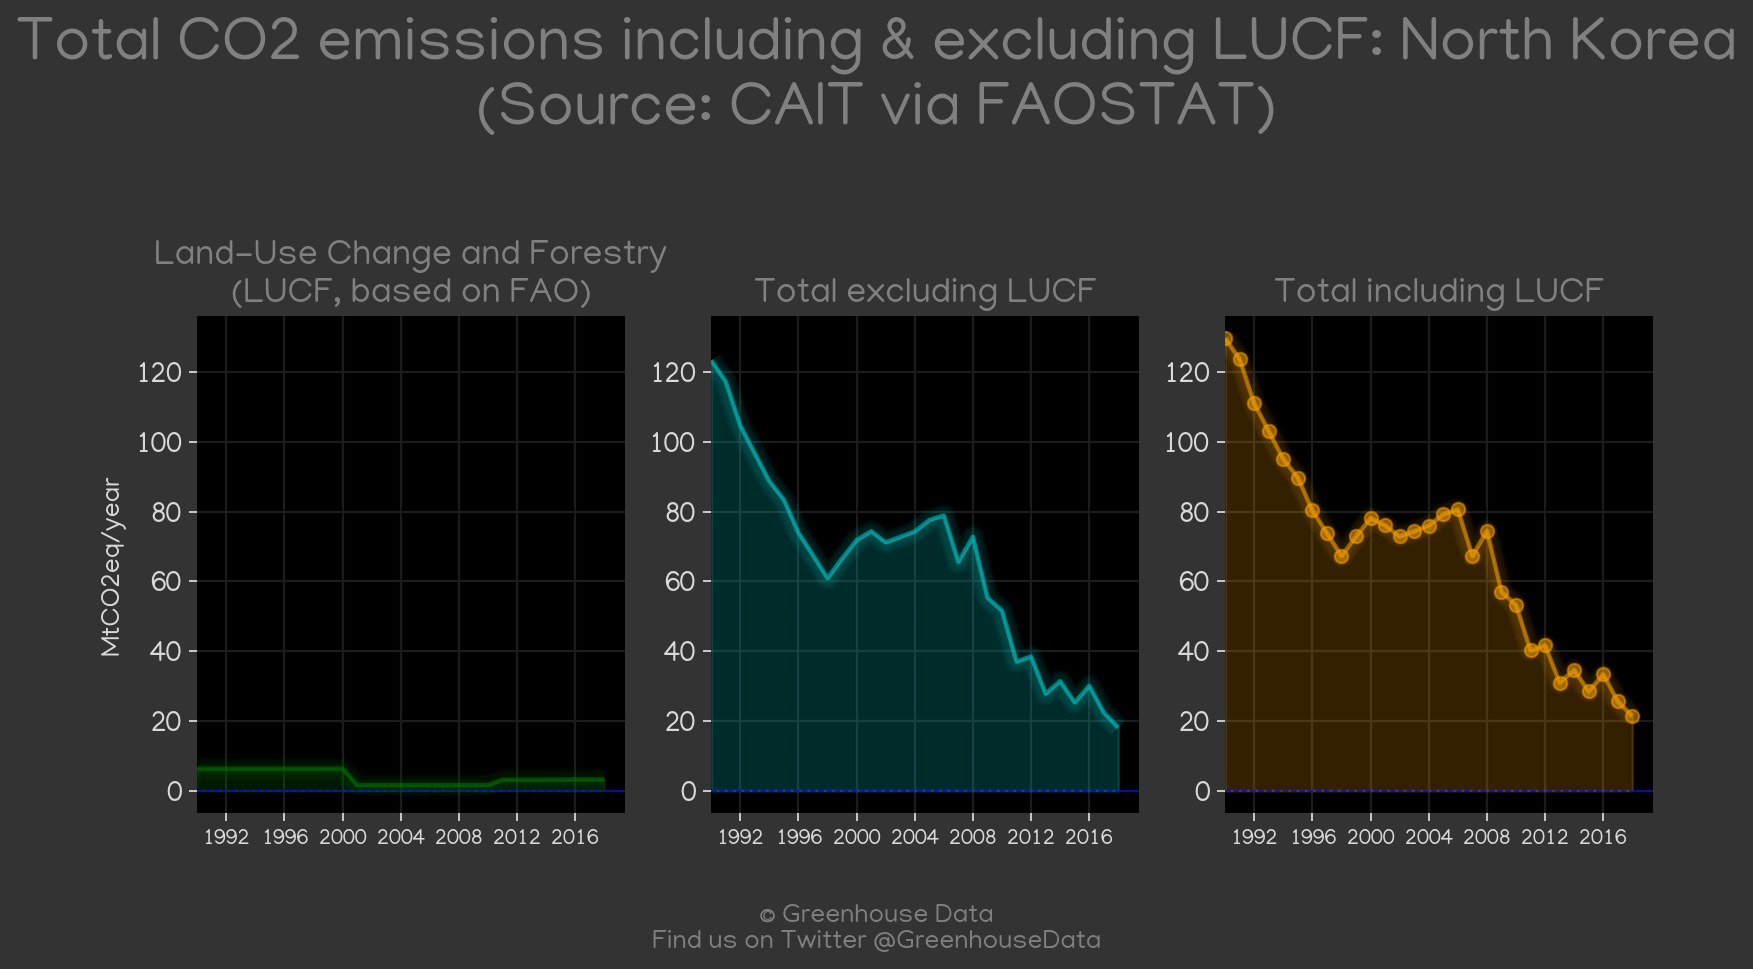 Total CO2 emissions including & excluding LUCF: North Korea
(Source: CAIT via FAOSTAT)
Land-Use Change and Forestry
(LUCF, based on FAO)
MtCO2eq/year
120
100
80
60
40
20
0
1992 1996 2000 2004 2008 2012 2016
Total excluding LUCF
120
100
80
60
40
20
0
1992 1996 2000 2004 2008 2012 2016
Total including LUCF
120
100
80
60
40
20
0
1992 1996 2000 2004 2008 2012 2016
© Greenhouse Data
Find us on Twitter @GreenhouseData